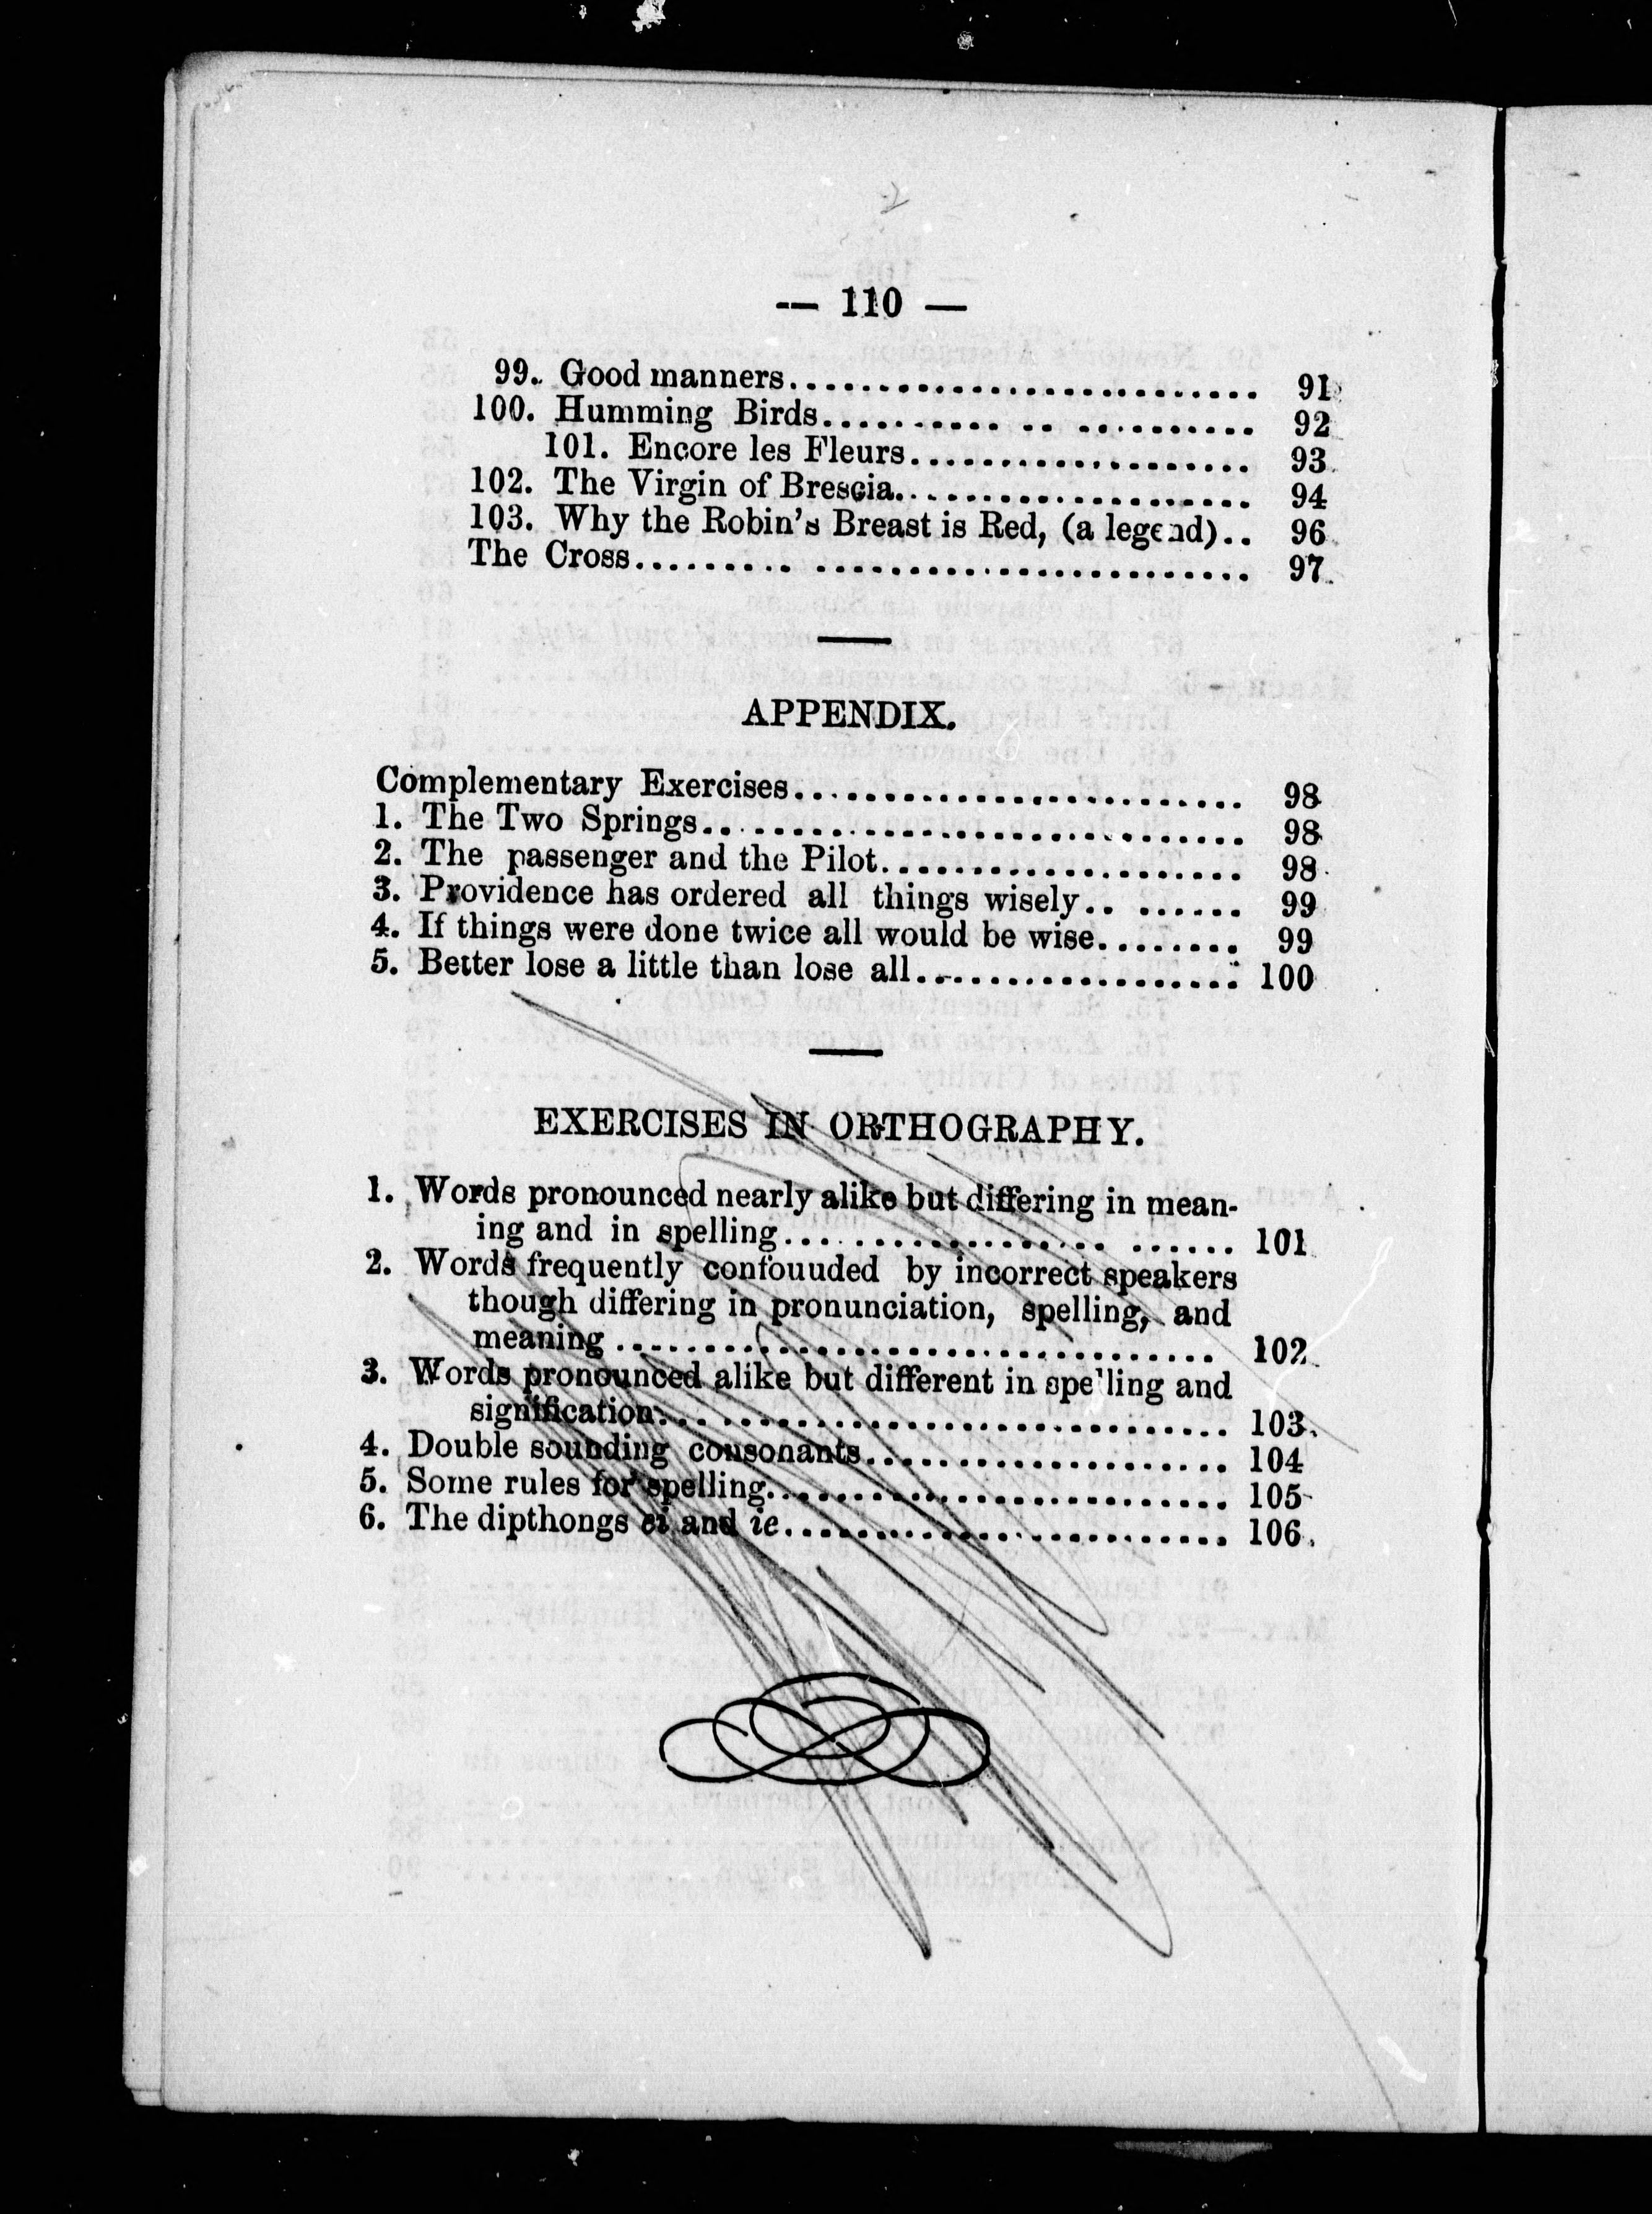 — 110 —
99. Good manners.......................... 91
100. Humming Birds.......... .. .......... 92
101. Encore les Fleurs................... 93
102. The Virgin of Brescia.................... 94
103. Why the Robin's Breast is Red, (a legend).. 96
The Cross......... ........................ 97
APPENDIX.
Complementary Exercises......................... 98
1. The Two Springs.............................. 98
2. The passenger and the Pilot.................... 98
3. Providence has ordered all things wisely.. ...... 99
4. If things were done twice all would be wise........ 99
5. Better lose a little than lose all.................. 100
EXERCISES IN ORTHOGRAPHY.
1. Words pronounced nearly alike but differing in mean-
ing and in spelling.................. ...... 101
2. Words frequently confouuded by incorrect speakers
though differing in pronunciation, spelling, and
meaning .................................. 102
3. Words pronounced alike but different in spelling and
signification................................ 103
4. Double sounding consonants.................... 104
5. Some rules for spelling.......................... 105
6. The dipthongs ei and ie......................... 106